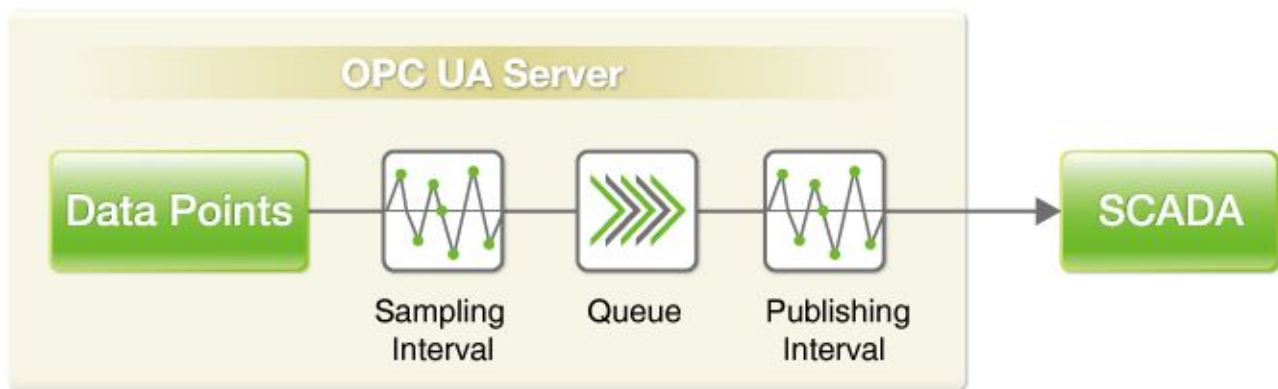 OPC UA Server
Data Points
SCADA
Sampling
Interval
Queue
Publishing
Interval